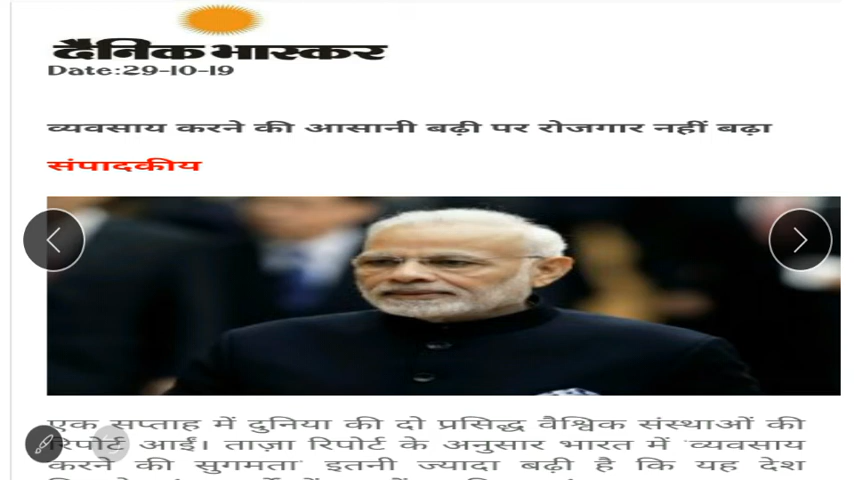 दैनिक भास्कर
Date:29-10-19
व्यवसाय करने की आसानी बढ़ी पर रोजगार नहीं बढ़ा
संपादकीय
एक सप्ताह में दुनिया की दो प्रसिद्ध वैश्विक संस्थाओं की
रिपोर्ट आईं। ताज़ा रिपोर्ट के अनुसार भारत में 'व्यवसाय
करने की सुगमता' इतनी ज्यादा बढ़ी है कि यह देश